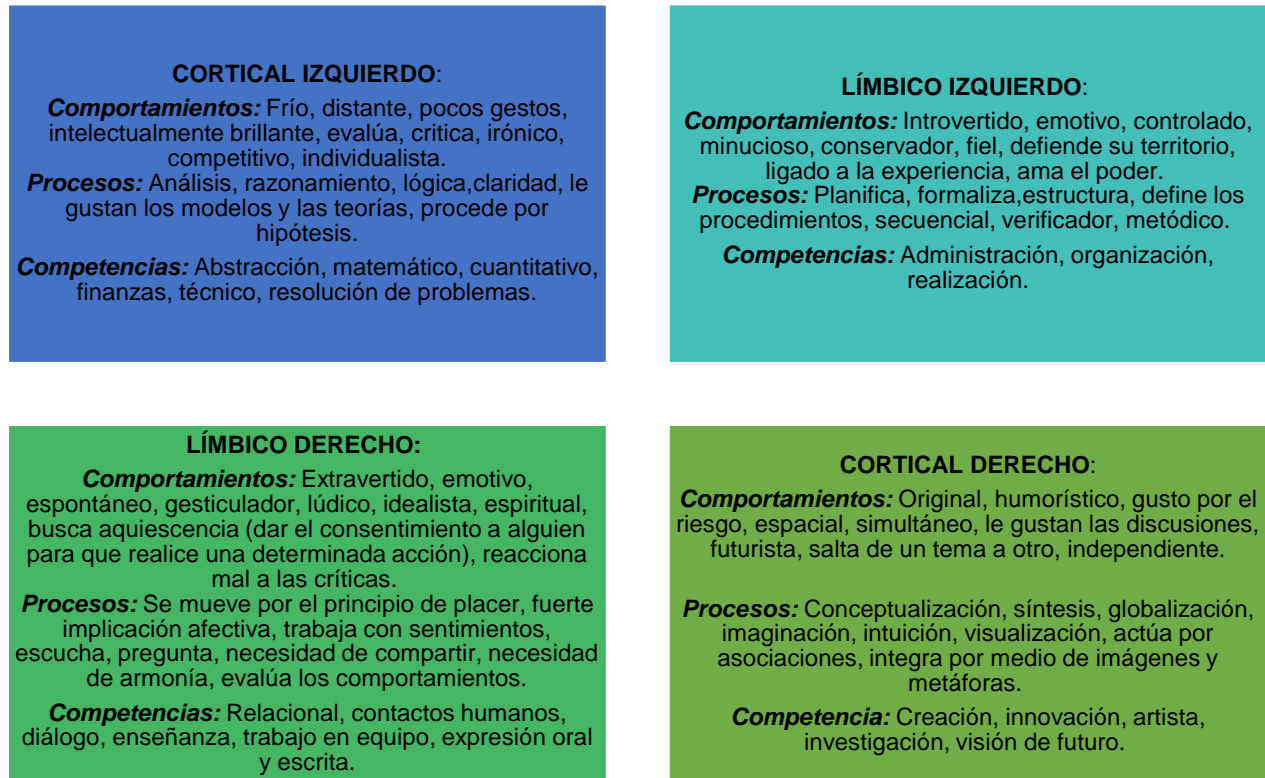 CORTICAL IZQUIERDO:
Comportamientos: Frío, distante, pocos gestos,
intelectualmente brillante, evalúa, critica, irónico,
competitivo, individualista.
Procesos: Análisis, razonamiento, lógica,claridad, le
gustan los modelos y las teorías, procede por
hipótesis.
Competencias: Abstracción, matemático, cuantitativo,
finanzas, técnico, resolución de problemas.
LÍMBICO IZQUIERDO:
Comportamientos: Introvertido, emotivo, controlado,
minucioso, conservador, fiel, defiende su territorio,
ligado a la experiencia, ama el poder.
Procesos: Planifica, formaliza,estructura, define los
procedimientos, secuencial, verificador, metódico.
Competencias: Administración, organización,
realización.
LÍMBICO DERECHO:
Comportamientos: Extravertido, emotivo,
espontáneo, gesticulador, lúdico, idealista, espiritual,
busca aquiescencia (dar el consentimiento a alguien
para que realice una determinada acción), reacciona
mal a las críticas.
Procesos: Se mueve por el principio de placer, fuerte
implicación afectiva, trabaja con sentimientos,
escucha, pregunta, necesidad de compartir, necesidad
de armonía, evalúa los comportamientos.
Competencias: Relacional, contactos humanos,
diálogo, enseñanza, trabajo en equipo, expresión oral
y escrita.
CORTICAL DERECHO:
Comportamientos: Original, humorístico, gusto por el
riesgo, espacial, simultáneo, le gustan las discusiones,
futurista, salta de un tema a otro, independiente.
Procesos: Conceptualización, síntesis, globalización,
imaginación, intuición, visualización, actúa por
asociaciones, integra por medio de imágenes y
metáforas.
Competencia: Creación, innovación, artista,
investigación, visión de futuro.